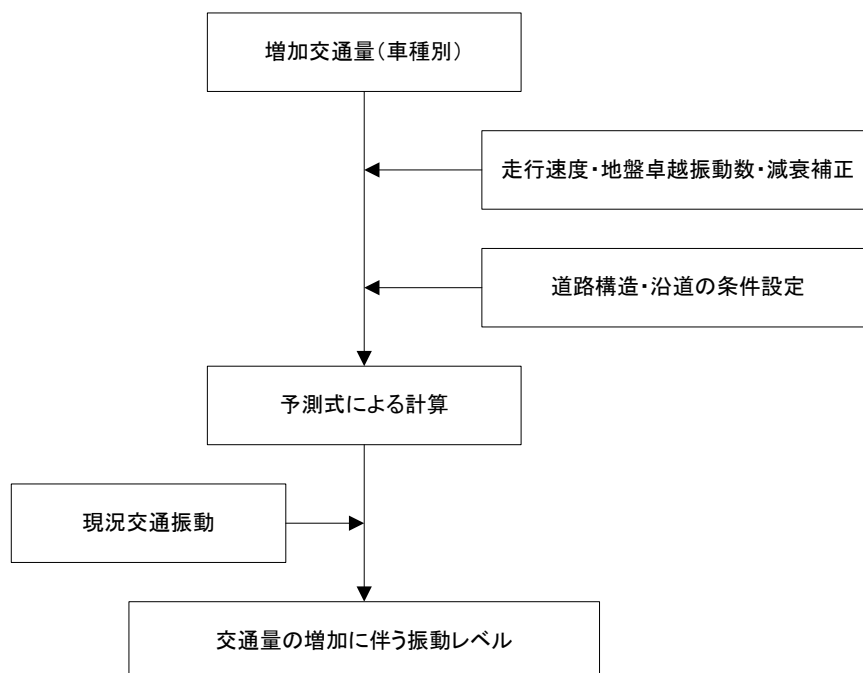 増加交通量（車種別）
走行速度・地盤卓越振動数・減衰補正
道路構造・沿道の条件設定
予測式による計算
現況交通振動
交通量の増加に伴う振動レベル